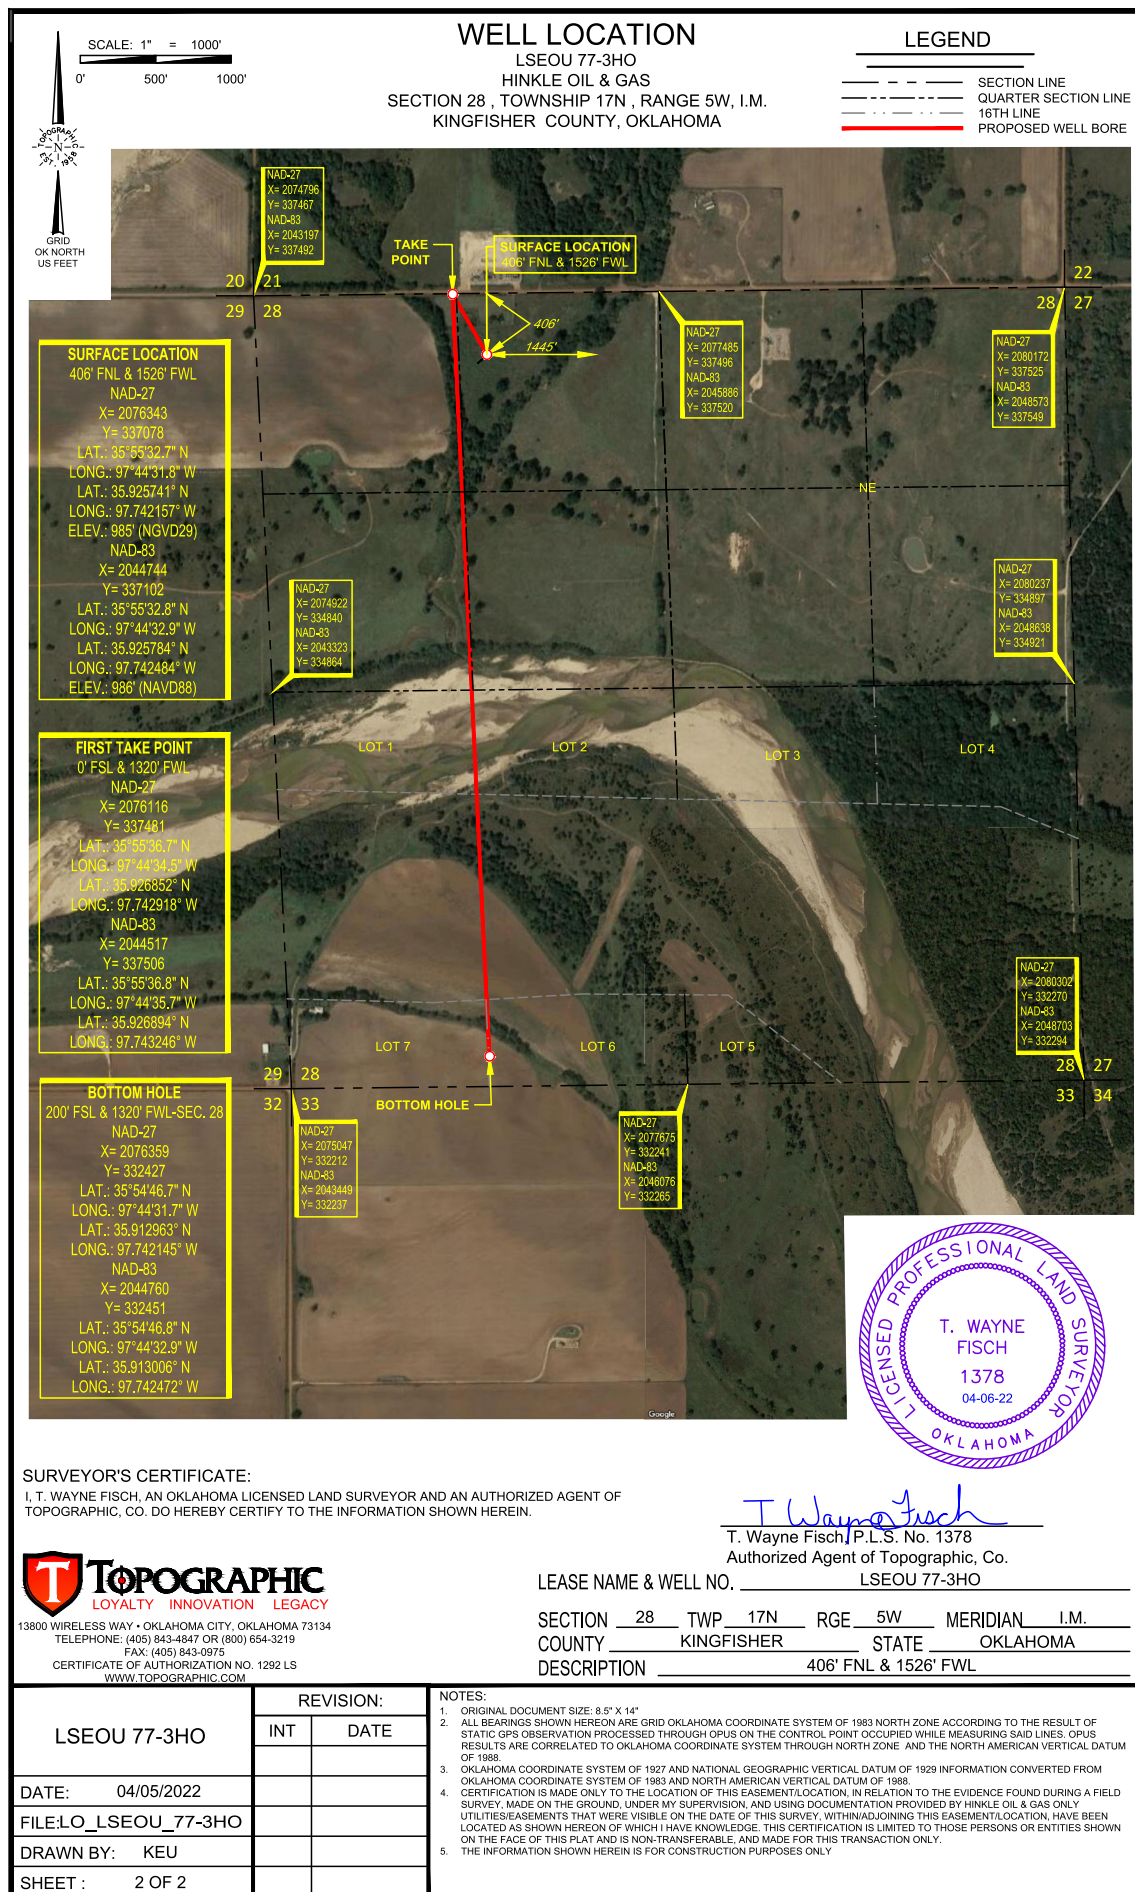 SCALE: 1" = 1000'
0' 500' 1000'
TOPOGRAPHIC
N
EST. 1958
GRID
OK NORTH
US FEET
WELL LOCATION
LSEOU 77-3HO
HINKLE OIL & GAS
SECTION 28 , TOWNSHIP 17N , RANGE 5W, I.M.
KINGFISHER COUNTY, OKLAHOMA
LEGEND
SECTION LINE
QUARTER SECTION LINE
16TH LINE
PROPOSED WELL BORE
NAD-27
X= 2074796
Y= 337467
NAD-83
X= 2043197
Y= 337492
TAKE
POINT
SURFACE LOCATION
406' FNL & 1526' FWL
20 21
29 28
22
28 27
406'
1445'
NAD-27
X= 2077485
Y= 337496
NAD-83
X= 2045886
Y= 337520
NAD-27
X= 2080172
Y= 337525
NAD-83
X= 2048573
Y= 337549
SURFACE LOCATION
406' FNL & 1526' FWL
NAD-27
X= 2076343
Y= 337078
LAT.: 35°55'32.7" N
LONG.: 97°44'31.8" W
LAT.: 35.925741° N
LONG.: 97.742157° W
ELEV.: 985' (NGVD29)
NAD-83
X= 2044744
Y= 337102
LAT.: 35°55'32.8" N
LONG.: 97°44'32.9" W
LAT.: 35.925784° N
LONG.: 97.742484° W
ELEV.: 986' (NAVD88)
NE
NAD-27
X= 2074922
Y= 334840
NAD-83
X= 2043323
Y= 334864
NAD-27
X= 2080237
Y= 334897
NAD-83
X= 2048638
Y= 334921
LOT 1
LOT 2
LOT 3
LOT 4
FIRST TAKE POINT
0' FSL & 1320' FWL
NAD-27
X= 2076116
Y= 337481
LAT.: 35°55'36.7" N
LONG.: 97°44'34.5" W
LAT.: 35.926852° N
LONG.: 97.742918° W
NAD-83
X= 2044517
Y= 337506
LAT.: 35°55'36.8" N
LONG.: 97°44'35.7" W
LAT.: 35.926894° N
LONG.: 97.743246° W
NAD-27
X= 2080302
Y= 332270
NAD-83
X= 2048703
Y= 332294
LOT 7
LOT 6
LOT 5
29 28
32 33
28 27
33 34
BOTTOM HOLE
BOTTOM HOLE
200' FSL & 1320' FWL-SEC. 28
NAD-27
X= 2076359
Y= 332427
LAT.: 35°54'46.7" N
LONG.: 97°44'31.7" W
LAT.: 35.912963° N
LONG.: 97.742145° W
NAD-83
X= 2044760
Y= 332451
LAT.: 35°54'46.8" N
LONG.: 97°44'32.9" W
LAT.: 35.913006° N
LONG.: 97.742472° W
NAD-27
X= 2075047
Y= 332212
NAD-83
X= 2043449
Y= 332237
NAD-27
X= 2077675
Y= 332241
NAD-83
X= 2046076
Y= 332265
Google
LICENSED PROFESSIONAL LAND SURVEYOR
T. WAYNE
FISCH
1378
04-06-22
OKLAHOMA
SURVEYOR'S CERTIFICATE:
I, T. WAYNE FISCH, AN OKLAHOMA LICENSED LAND SURVEYOR AND AN AUTHORIZED AGENT OF
TOPOGRAPHIC, CO. DO HEREBY CERTIFY TO THE INFORMATION SHOWN HEREIN.
T Wayne Fisch
T. Wayne Fisch, P.L.S. No. 1378
Authorized Agent of Topographic, Co.
T TOPOGRAPHIC
LOYALTY INNOVATION LEGACY
13800 WIRELESS WAY • OKLAHOMA CITY, OKLAHOMA 73134
TELEPHONE: (405) 843-4847 OR (800) 654-3219
FAX: (405) 843-0975
CERTIFICATE OF AUTHORIZATION NO. 1292 LS
WWW.TOPOGRAPHIC.COM
LEASE NAME & WELL NO. LSEOU 77-3HO
SECTION 28 TWP 17N RGE 5W MERIDIAN I.M.
COUNTY KINGFISHER STATE OKLAHOMA
DESCRIPTION 406' FNL & 1526' FWL
LSEOU 77-3HO
REVISION:
INT DATE
DATE: 04/05/2022
FILE:LO_LSEOU_77-3HO
DRAWN BY: KEU
SHEET : 2 OF 2
NOTES:
1. ORIGINAL DOCUMENT SIZE: 8.5" X 14"
2. ALL BEARINGS SHOWN HEREON ARE GRID OKLAHOMA COORDINATE SYSTEM OF 1983 NORTH ZONE ACCORDING TO THE RESULT OF
STATIC GPS OBSERVATION PROCESSED THROUGH OPUS ON THE CONTROL POINT OCCUPIED WHILE MEASURING SAID LINES. OPUS
RESULTS ARE CORRELATED TO OKLAHOMA COORDINATE SYSTEM THROUGH NORTH ZONE AND THE NORTH AMERICAN VERTICAL DATUM
OF 1988.
3. OKLAHOMA COORDINATE SYSTEM OF 1927 AND NATIONAL GEOGRAPHIC VERTICAL DATUM OF 1929 INFORMATION CONVERTED FROM
OKLAHOMA COORDINATE SYSTEM OF 1983 AND NORTH AMERICAN VERTICAL DATUM OF 1988.
4. CERTIFICATION IS MADE ONLY TO THE LOCATION OF THIS EASEMENT/LOCATION, IN RELATION TO THE EVIDENCE FOUND DURING A FIELD
SURVEY, MADE ON THE GROUND, UNDER MY SUPERVISION, AND USING DOCUMENTATION PROVIDED BY HINKLE OIL & GAS ONLY
UTILITIES/EASEMENTS THAT WERE VISIBLE ON THE DATE OF THIS SURVEY, WITHIN/ADJOINING THIS EASEMENT/LOCATION, HAVE BEEN
LOCATED AS SHOWN HEREON OF WHICH I HAVE KNOWLEDGE. THIS CERTIFICATION IS LIMITED TO THOSE PERSONS OR ENTITIES SHOWN
ON THE FACE OF THIS PLAT AND IS NON-TRANSFERABLE, AND MADE FOR THIS TRANSACTION ONLY.
5. THE INFORMATION SHOWN HEREIN IS FOR CONSTRUCTION PURPOSES ONLY